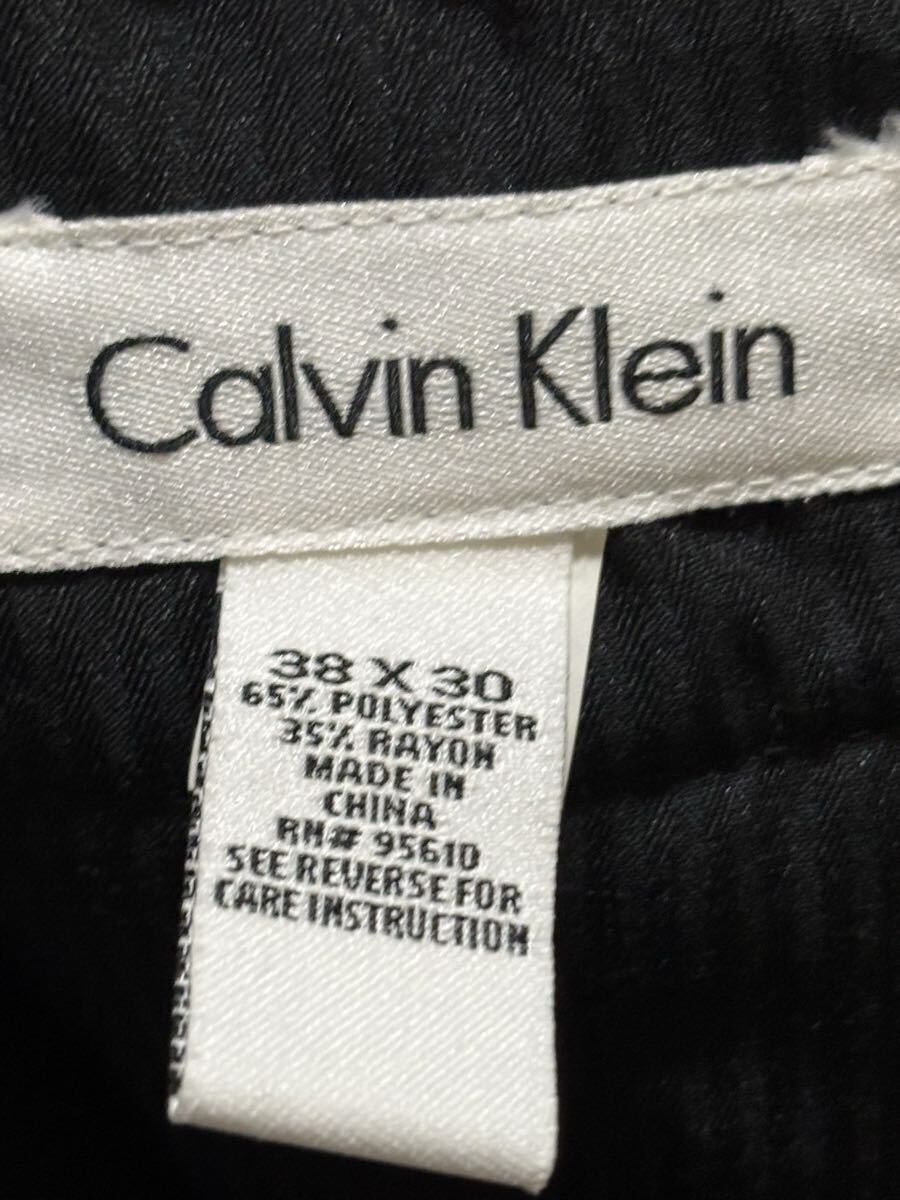 Calvin Klein
38 X 30
65% POLYESTER
35% RAYON
MADE IN
CHINA
RN# 95610
SEE REVERSE FOR
CARE INSTRUCTION